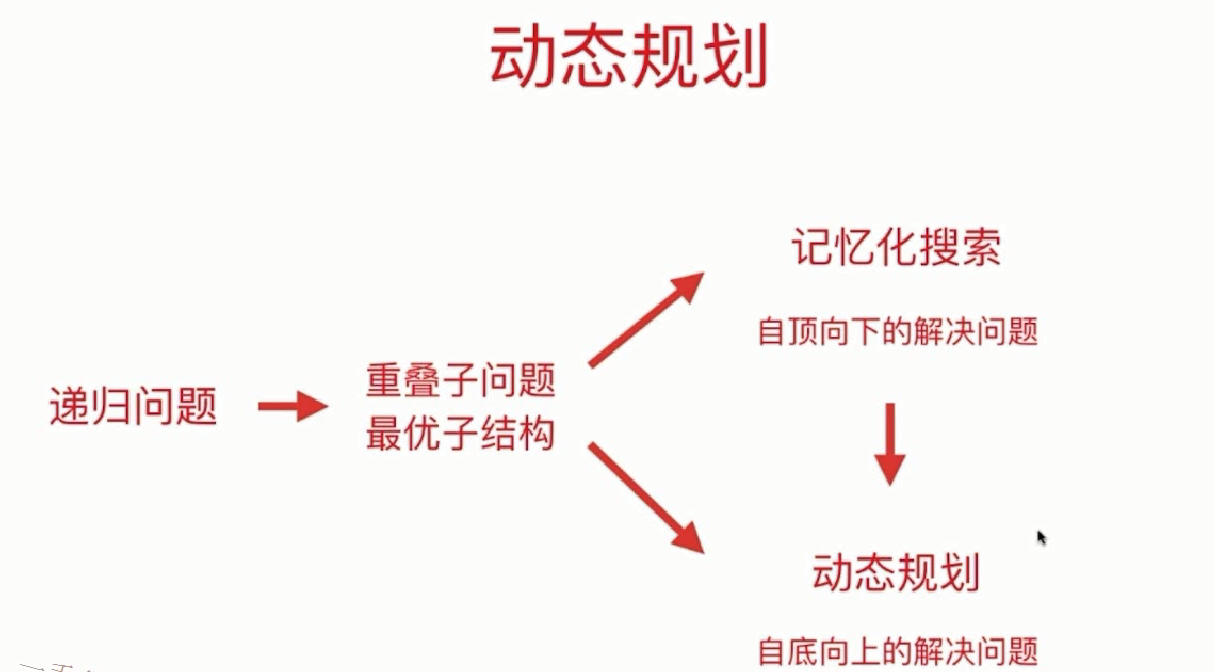 动态规划
记忆化搜索
自顶向下的解决问题
递归问题
重叠子问题
最优子结构
动态规划
自底向上的解决问题